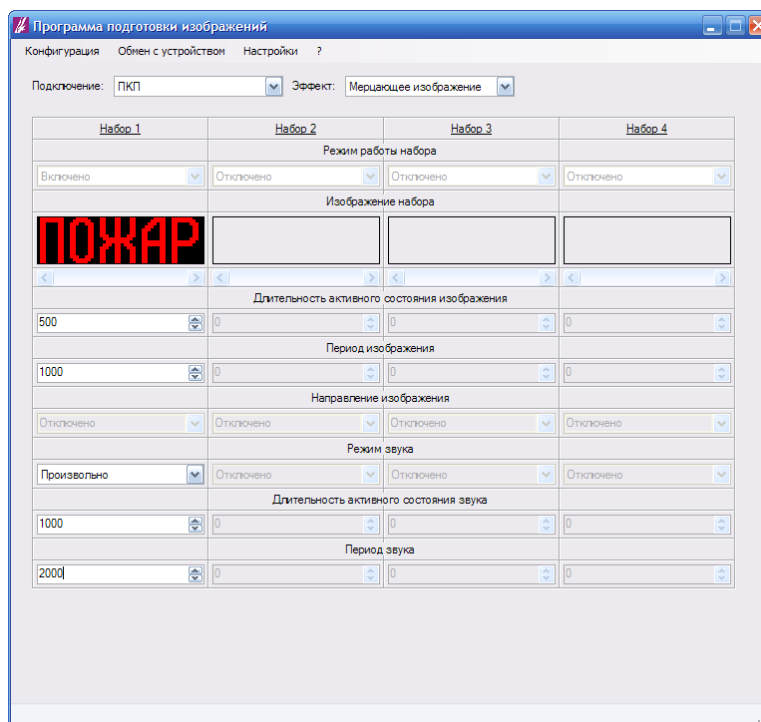 Программа подготовки изображений
Конфигурация Обмен с устройством Настройки ?
Подключение: ПКП Эффект: Мерцающее изображение
Набор 1 Набор 2 Набор 3 Набор 4
Режим работы набора
Включено Отключено Отключено Отключено
Изображение набора
ПОЖАР
Длительность активного состояния изображения
500 0 0 0
Период изображения
1000 0 0 0
Направление изображения
Отключено Отключено Отключено Отключено
Режим звука
Произвольно Отключено Отключено Отключено
Длительность активного состояния звука
1000 0 0 0
Период звука
2000 0 0 0